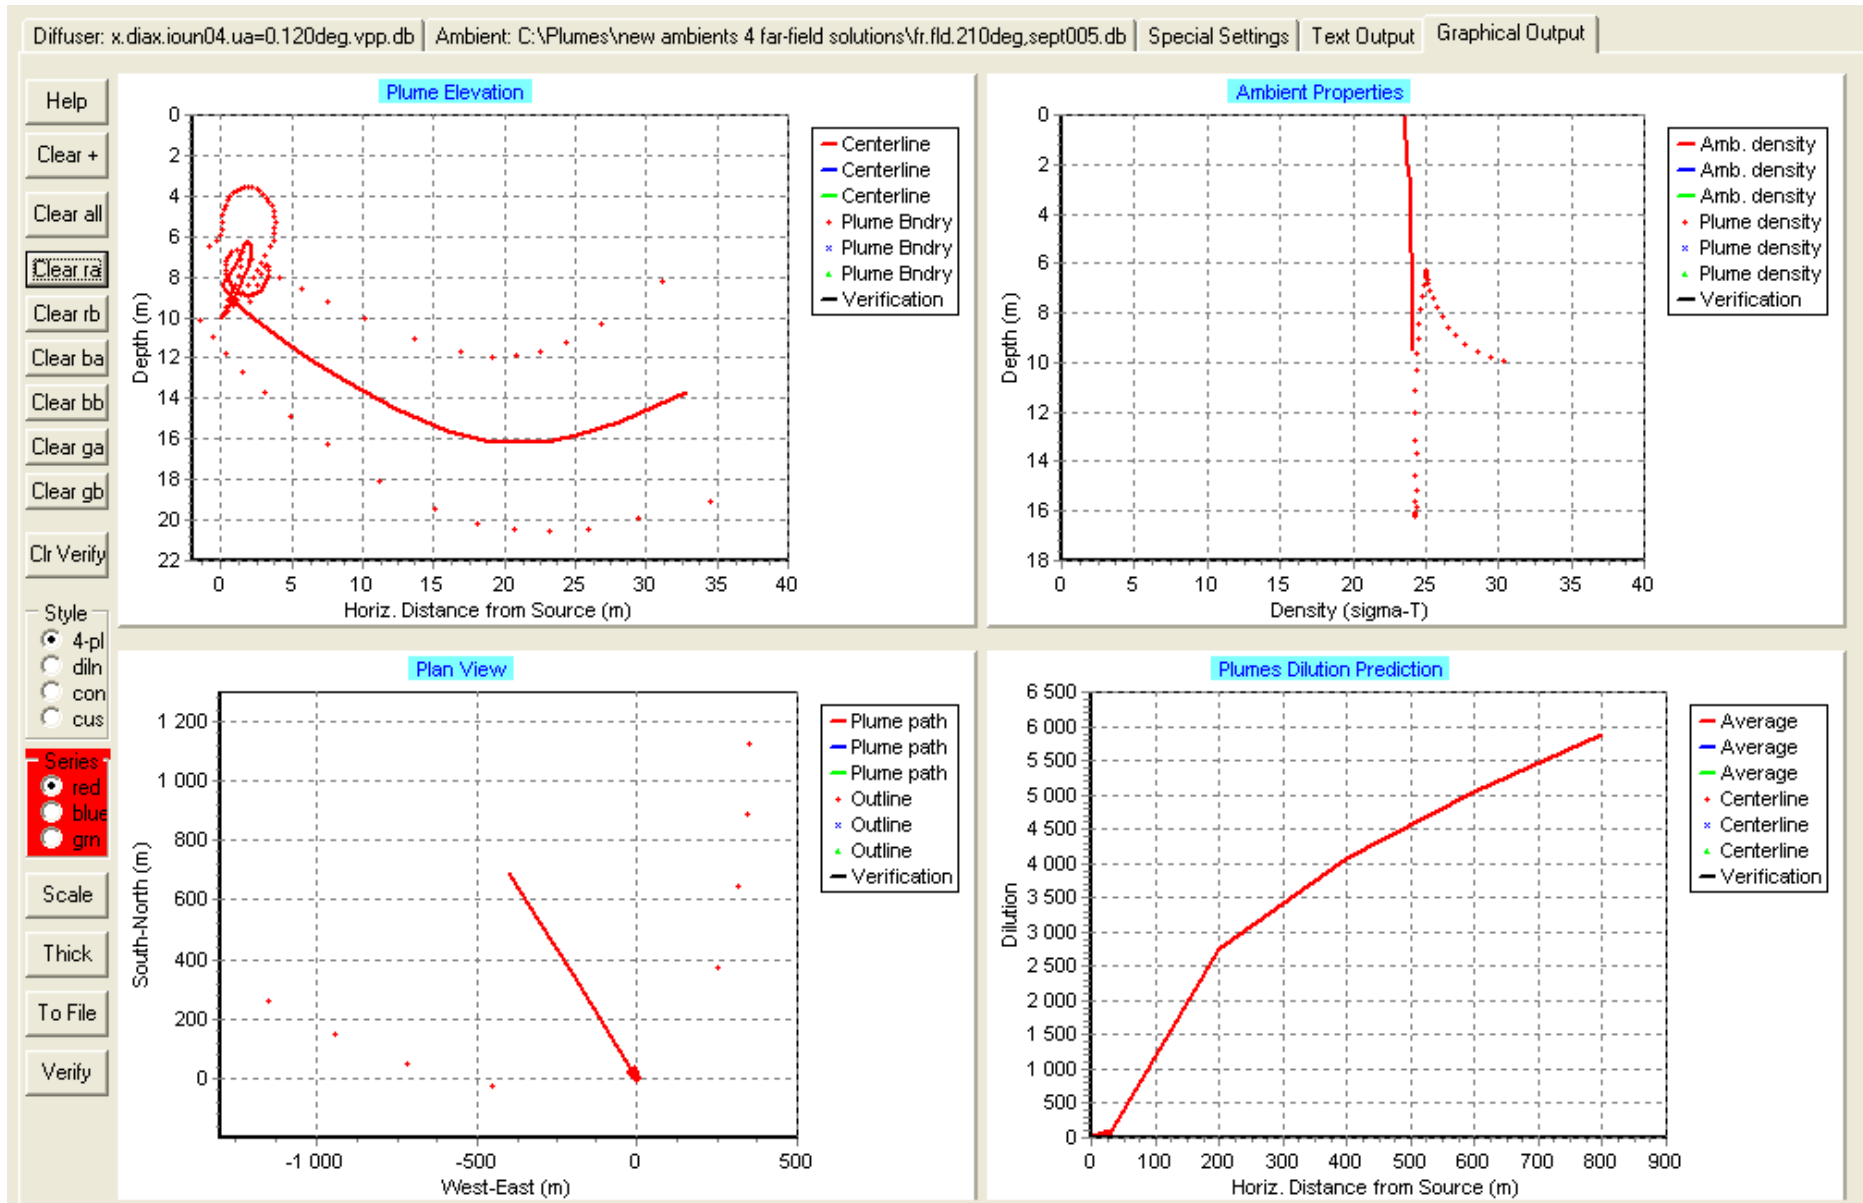 Diffuser: x.diax.ioun04.ua=0.120deg.vpp.db
Ambient: C:\Plumes\new ambients 4 far-field solutions\fr.fld.210deg,sept005.db
Special Settings
Text Output
Graphical Output
Help
Clear +
Clear all
Clear ra
Clear rb
Clear ba
Clear bb
Clear ga
Clear gb
Clr Verify
Style
4-pl
diln
con
cus
Series
red
blue
grn
Scale
Thick
To File
Verify
Plume Elevation
0
2
4
6
8
10
12
14
16
18
20
22
Depth (m)
0 5 10 15 20 25 30 35 40
Horiz. Distance from Source (m)
Centerline
Centerline
Centerline
Plume Bndry
Plume Bndry
Plume Bndry
Verification
Ambient Properties
0
2
4
6
8
10
12
14
16
18
Depth (m)
0 5 10 15 20 25 30 35 40
Density (sigma-T)
Amb. density
Amb. density
Amb. density
Plume density
Plume density
Plume density
Verification
Plan View
1 200
1 000
800
600
400
200
0
South-North (m)
-1 000 -500 0 500
West-East (m)
Plume path
Plume path
Plume path
Outline
Outline
Outline
Verification
Plumes Dilution Prediction
6 500
6 000
5 500
5 000
4 500
4 000
3 500
3 000
2 500
2 000
1 500
1 000
500
0
Dilution
0 100 200 300 400 500 600 700 800 900
Horiz. Distance from Source (m)
Average
Average
Average
Centerline
Centerline
Centerline
Verification